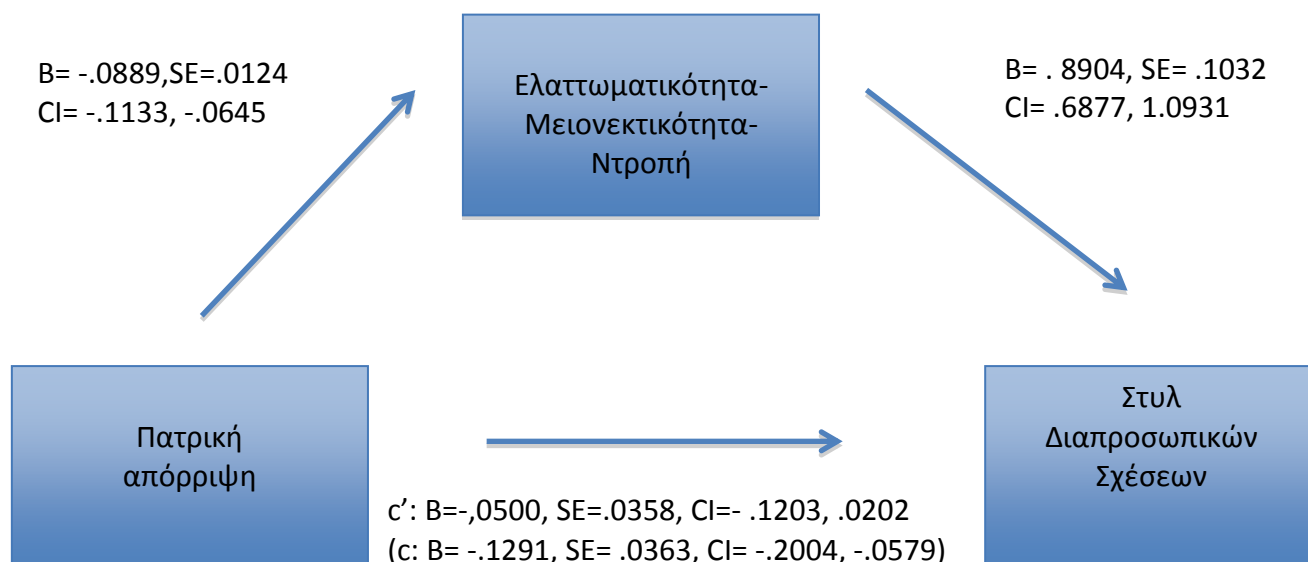 B= -.0889,SE=.0124
CI= -.1133, -.0645
Ελαττωματικότητα-
Μειονεκτικότητα-
Ντροπή
B= . 8904, SE= .1032
CI= .6877, 1.0931
Πατρική
απόρριψη
Στυλ
Διαπροσωπικών
Σχέσεων
c’: B=-,0500, SE=.0358, CI=- .1203, .0202
(c: B= -.1291, SE= .0363, CI= -.2004, -.0579)